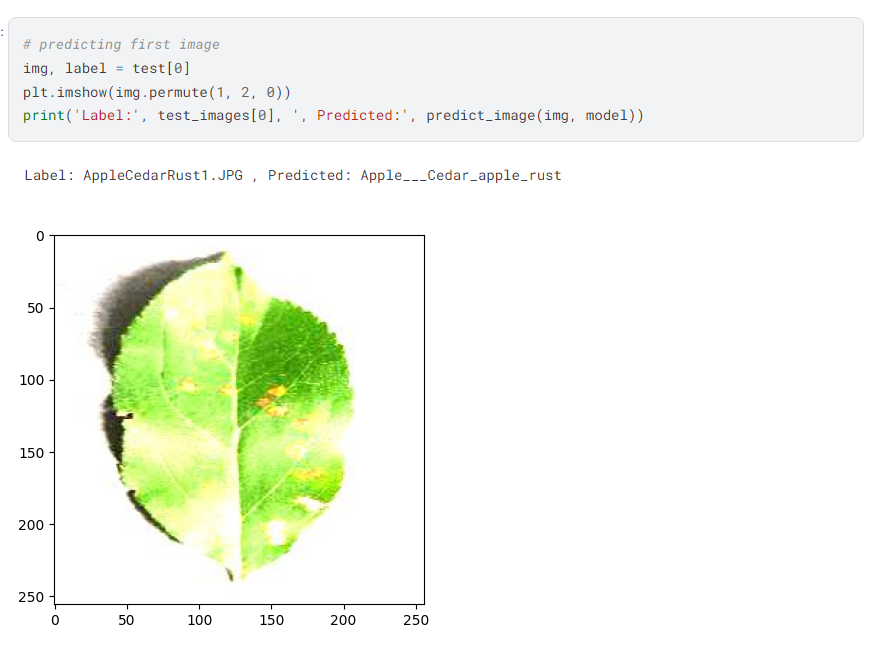 :
# predicting first image
img, label = test[0]
plt.imshow(img.permute(1, 2, 0))
print('Label:', test_images[0], ', Predicted:', predict_image(img, model))
Label: AppleCedarRust1.JPG , Predicted: Apple___Cedar_apple_rust
0
50
100
150
200
250
0 50 100 150 200 250